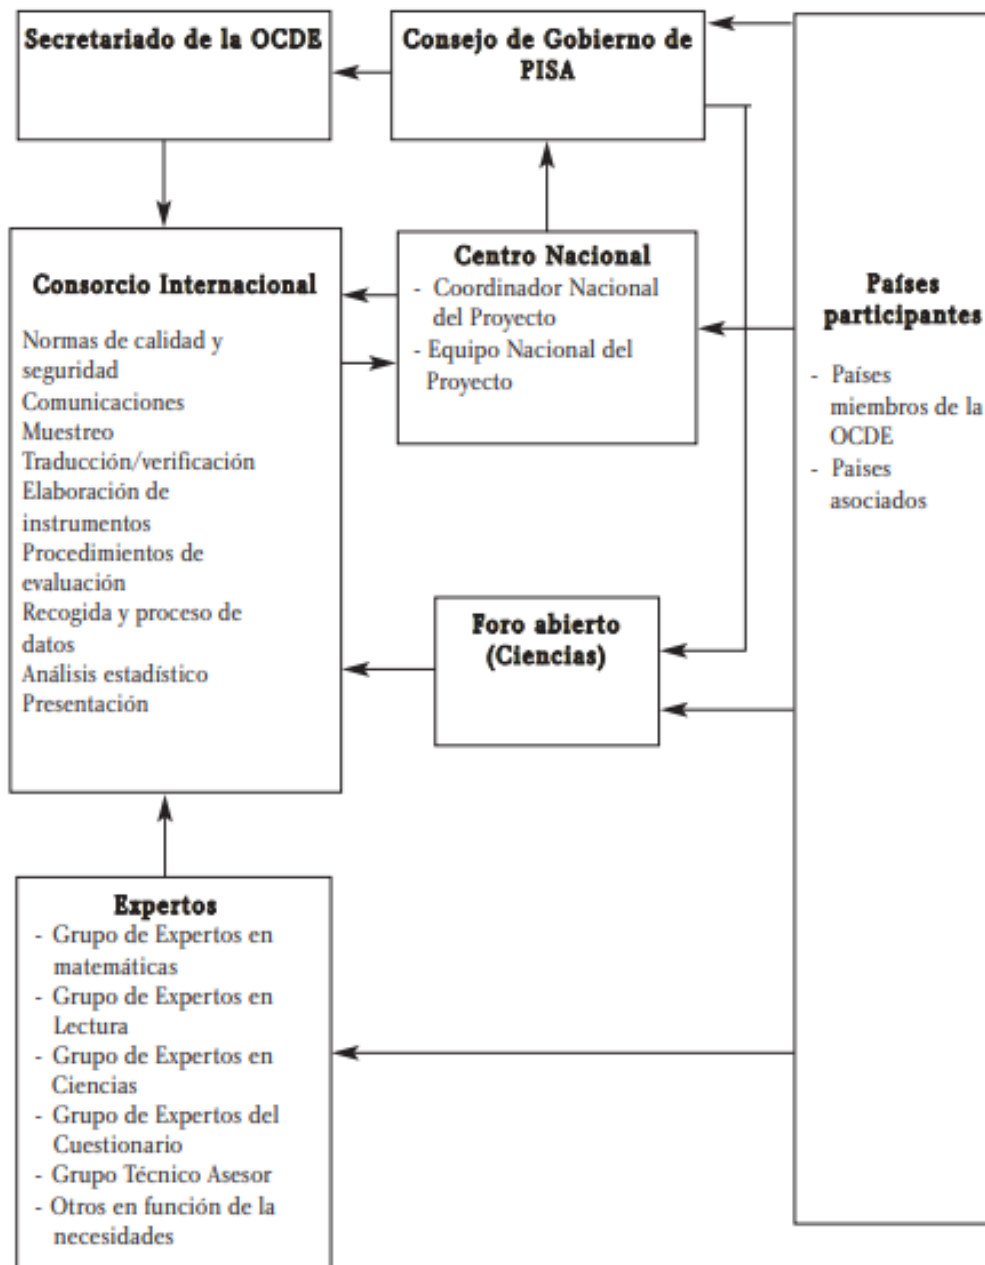 Secretariado de la OCDE
Consejo de Gobierno de
PISA
Consorcio Internacional
Normas de calidad y
seguridad
Comunicaciones
Muestreo
Traducción/verificación
Elaboración de
instrumentos
Procedimientos de
evaluación
Recogida y proceso de
datos
Análisis estadístico
Presentación
Centro Nacional
- Coordinador Nacional
del Proyecto
- Equipo Nacional del
Proyecto
Países
participantes
- Países
miembros de la
OCDE
- Paises
asociados
Foro abierto
(Ciencias)
Expertos
- Grupo de Expertos en
matemáticas
- Grupo de Expertos en
Lectura
- Grupo de Expertos en
Ciencias
- Grupo de Expertos del
Cuestionario
- Grupo Técnico Asesor
- Otros en función de la
necesidades